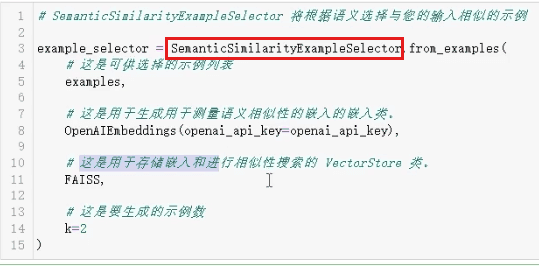 1 # SemanticSimilarityExampleSelector 将根据语义选择与您的输入相似的示例
2
3 example_selector = SemanticSimilarityExampleSelector.from_examples(
4 # 这是可供选择的示例列表
5 examples,
6
7 # 这是用于生成用于测量语义相似性的嵌入的嵌入类。
8 OpenAIEmbeddings(openai_api_key=openai_api_key),
9
10 # 这是用于存储嵌入和进行相似性搜索的 VectorStore 类。
11 FAISS,
12
13 # 这是要生成的示例数
14 k=2
15 )